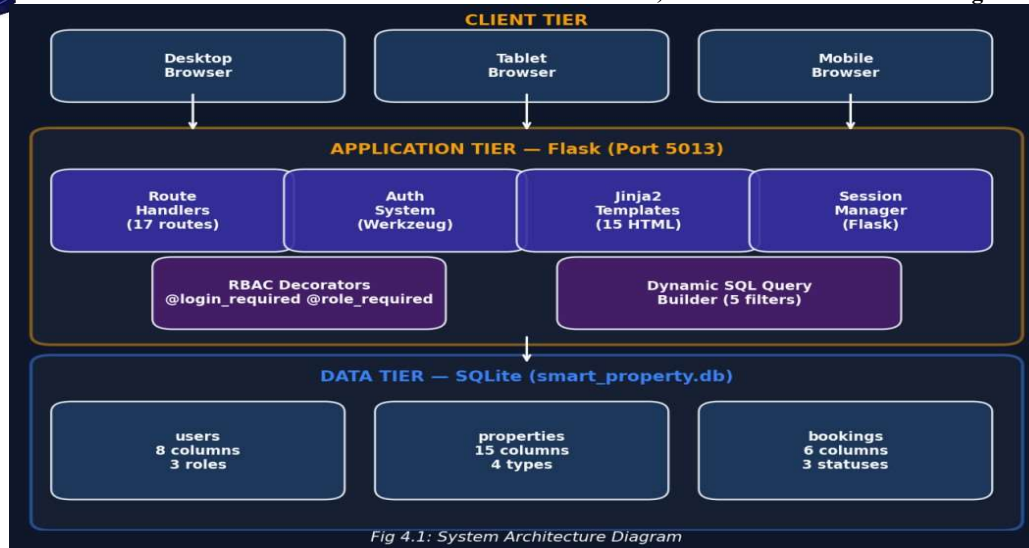 CLIENT TIER
Desktop
Browser
Tablet
Browser
Mobile
Browser
APPLICATION TIER — Flask (Port 5013)
Route
Handlers
(17 routes)
Auth
System
(Werkzeug)
Jinja2
Templates
(15 HTML)
Session
Manager
(Flask)
RBAC Decorators
@login_required @role_required
Dynamic SQL Query
Builder (5 filters)
DATA TIER — SQLite (smart_property.db)
users
8 columns
3 roles
properties
15 columns
4 types
bookings
6 columns
3 statuses
Fig 4.1: System Architecture Diagram